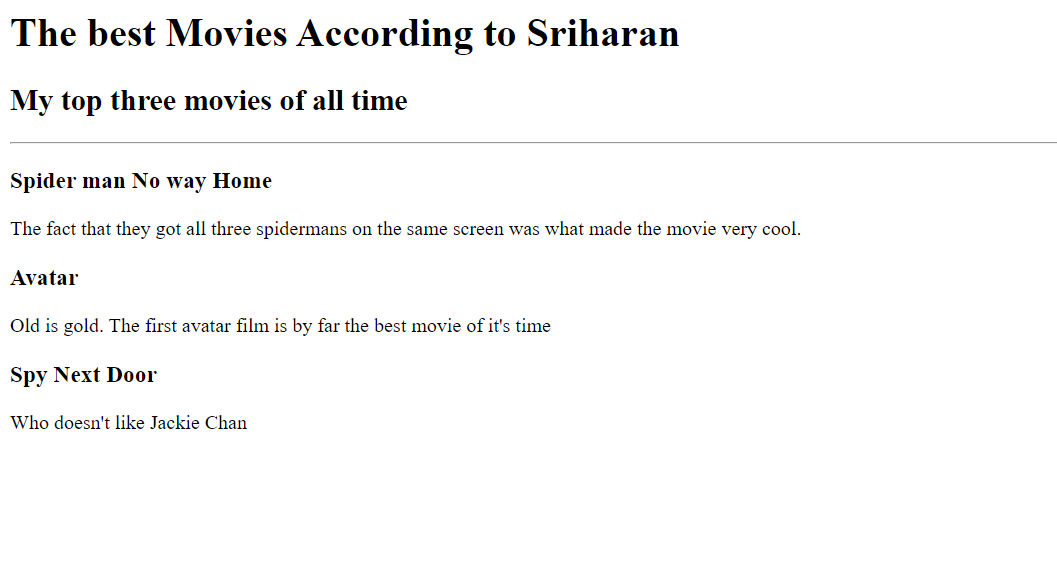 The best Movies According to Sriharan
My top three movies of all time
Spider man No way Home
The fact that they got all three spidermans on the same screen was what made the movie very cool.
Avatar
Old is gold. The first avatar film is by far the best movie of it's time
Spy Next Door
Who doesn't like Jackie Chan